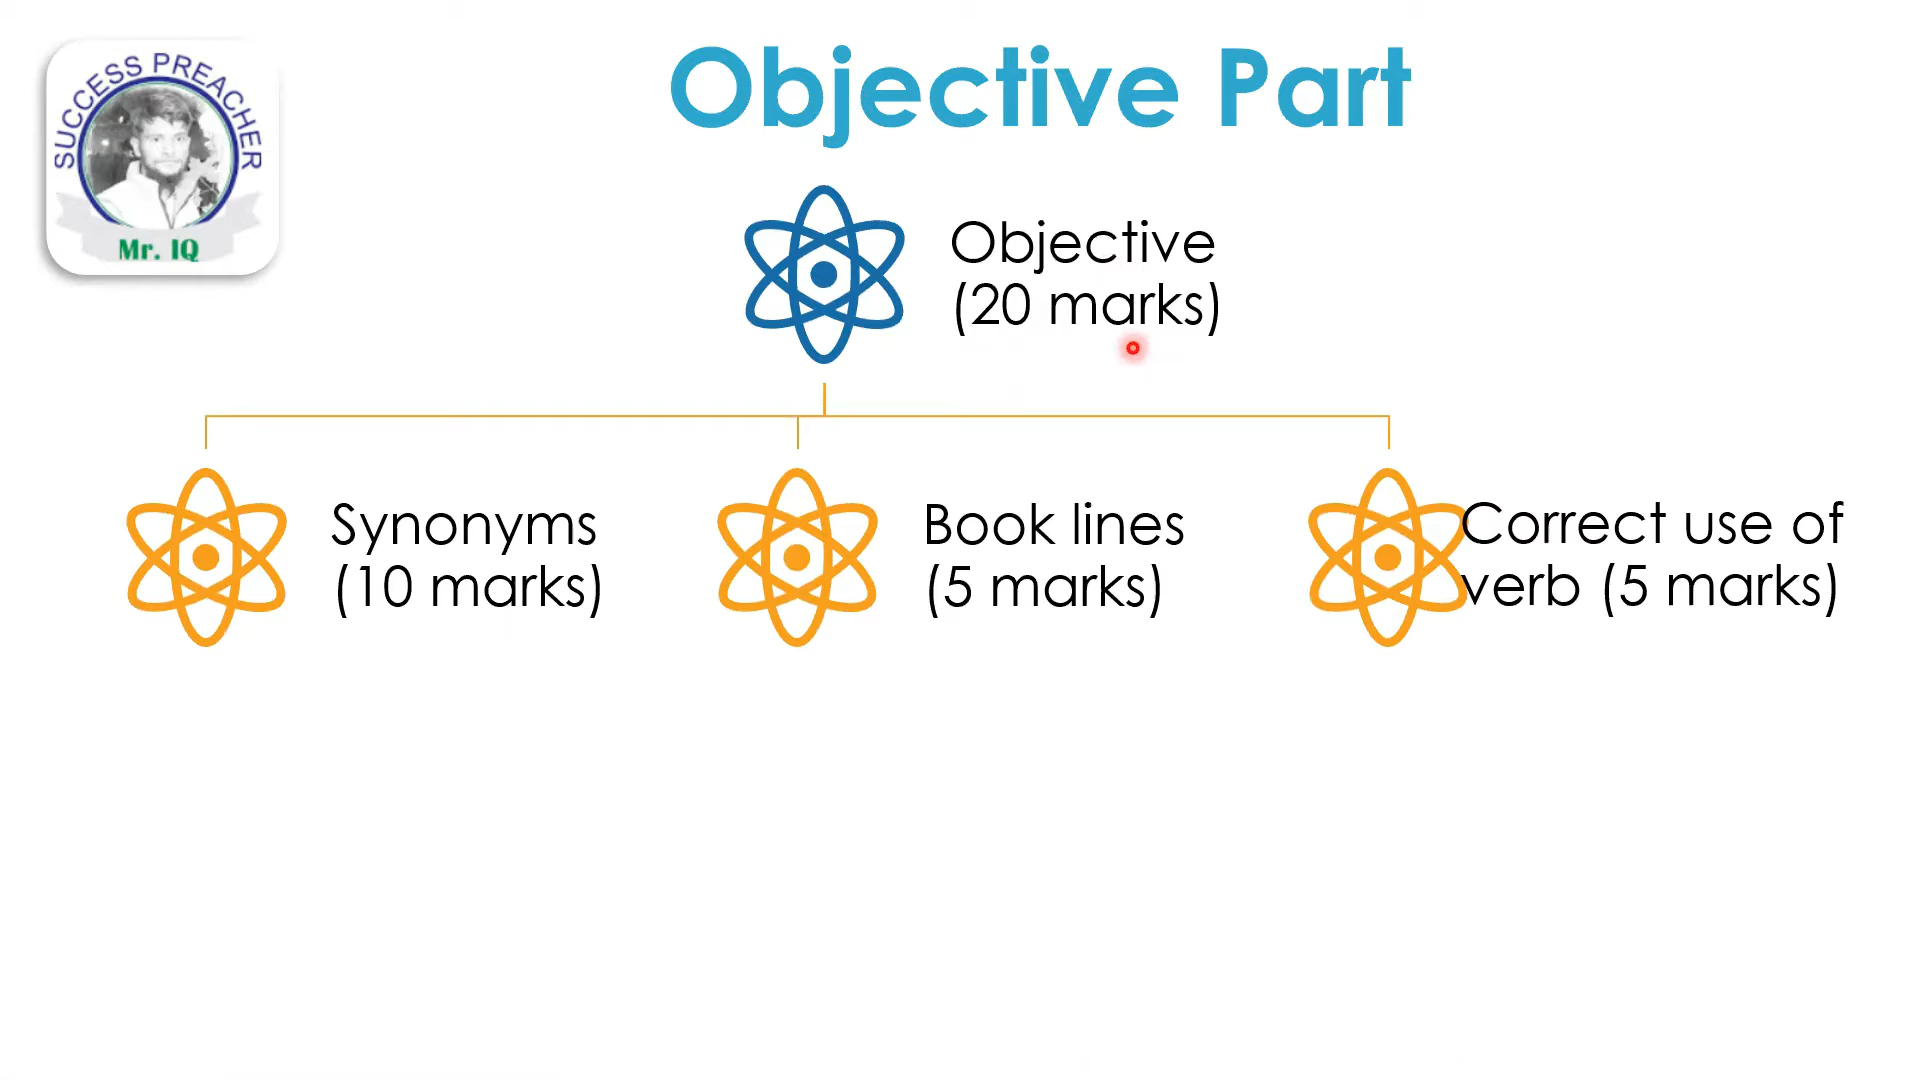 Objective Part
SUCCESS PREACHER
Mr. IQ
Objective
(20 marks)
Synonyms
(10 marks)
Book lines
(5 marks)
Correct use of
verb (5 marks)